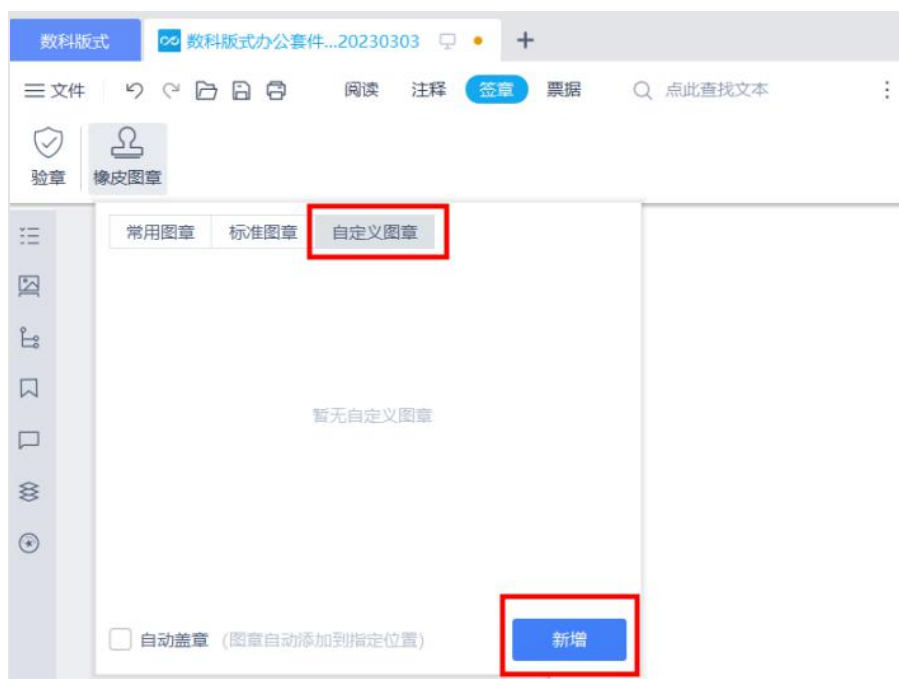 数科版式
数科版式办公套件...20230303
文件
阅读 注释 签章 票据 点此查找文本
验章 橡皮图章
常用图章 标准图章 自定义图章
暂无自定义图章
自动盖章 (图章自动添加到指定位置)
新增